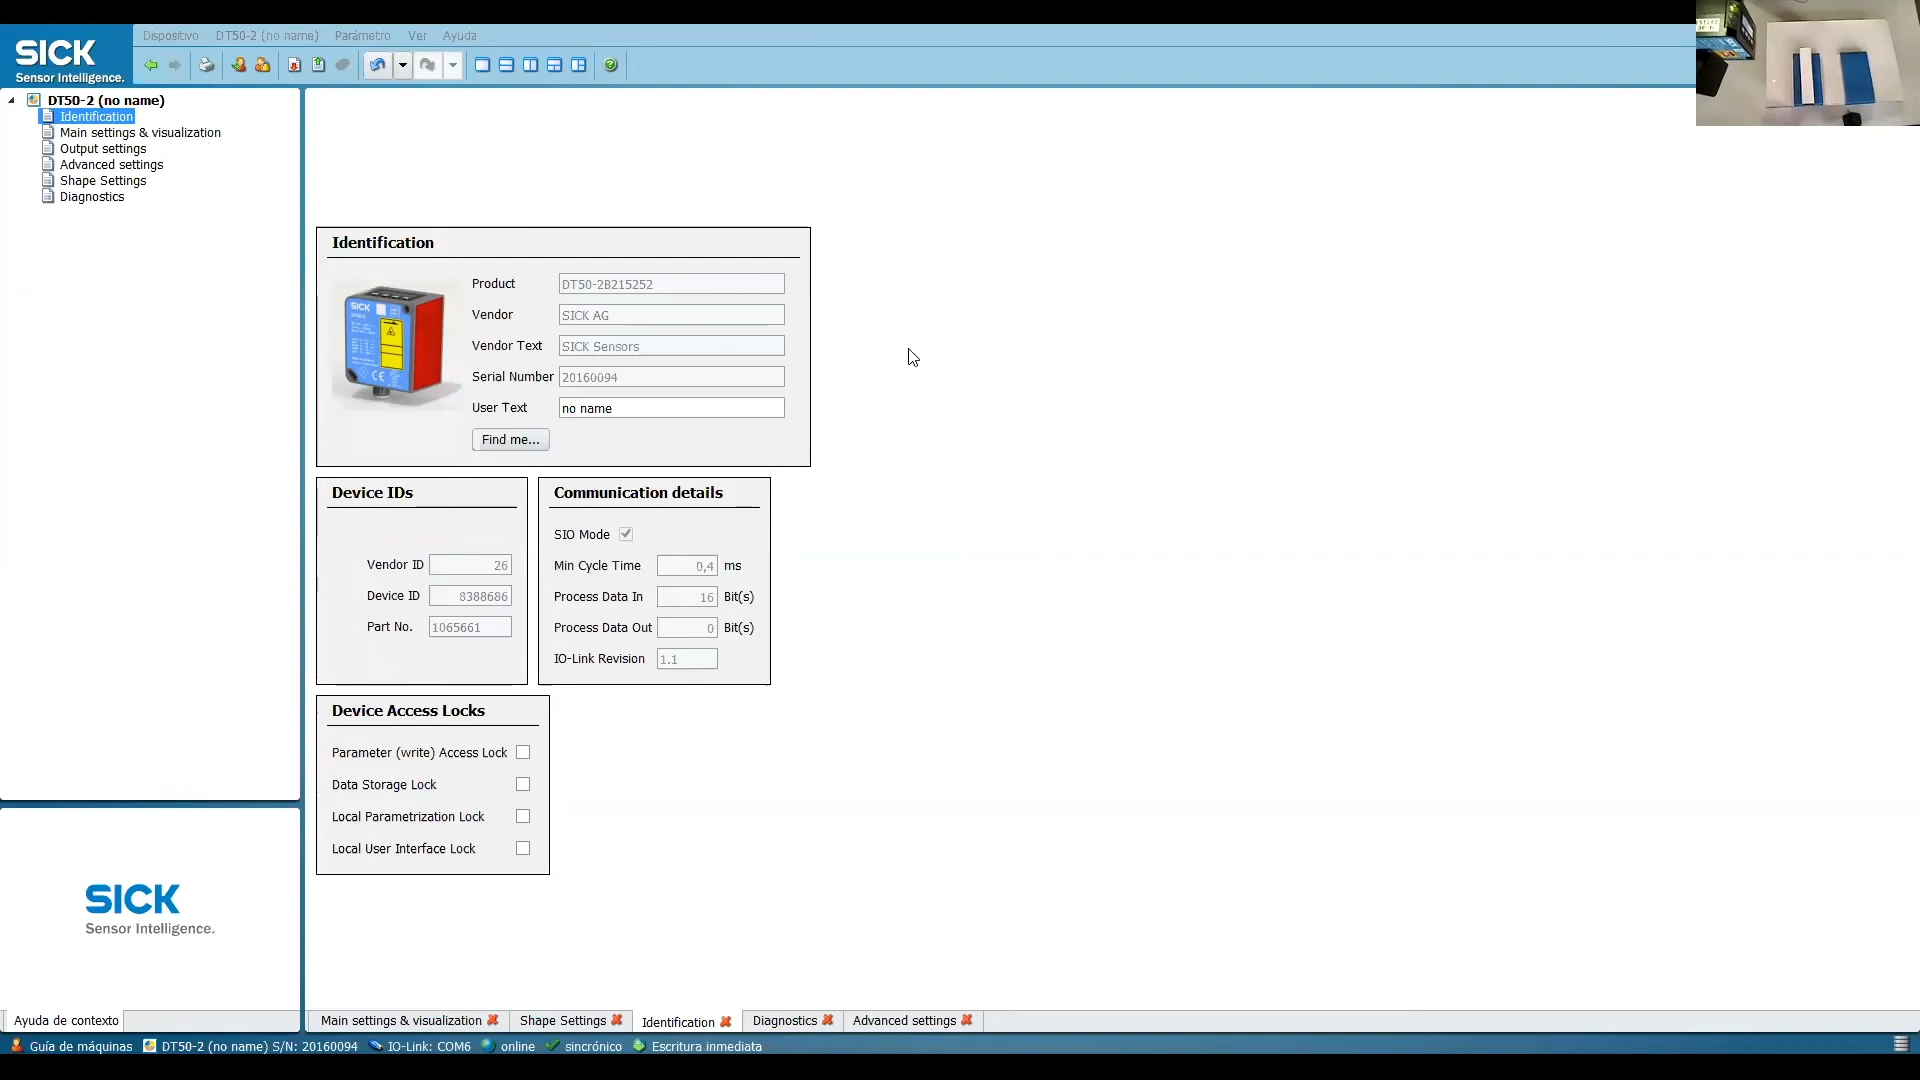 SICK
Sensor Intelligence.
Dispositivo DT50-2 (no name) Parámetro Ver Ayuda
DT50-2 (no name)
Identification
Main settings & visualization
Output settings
Advanced settings
Shape Settings
Diagnostics
Identification
SICK
Product DT50-2B215252
Vendor SICK AG
Vendor Text SICK Sensors
Serial Number 20160094
User Text no name
Find me...
Device IDs
Vendor ID 26
Device ID 8388686
Part No. 1065661
Communication details
SIO Mode
Min Cycle Time 0,4 ms
Process Data In 16 Bit(s)
Process Data Out 0 Bit(s)
IO-Link Revision 1.1
Device Access Locks
Parameter (write) Access Lock
Data Storage Lock
Local Parametrization Lock
Local User Interface Lock
SICK
Sensor Intelligence.
Ayuda de contexto
Main settings & visualization Shape Settings Identification Diagnostics Advanced settings
Guía de máquinas DT50-2 (no name) S/N: 20160094 IO-Link: COM6 online sincrónico Escritura inmediata